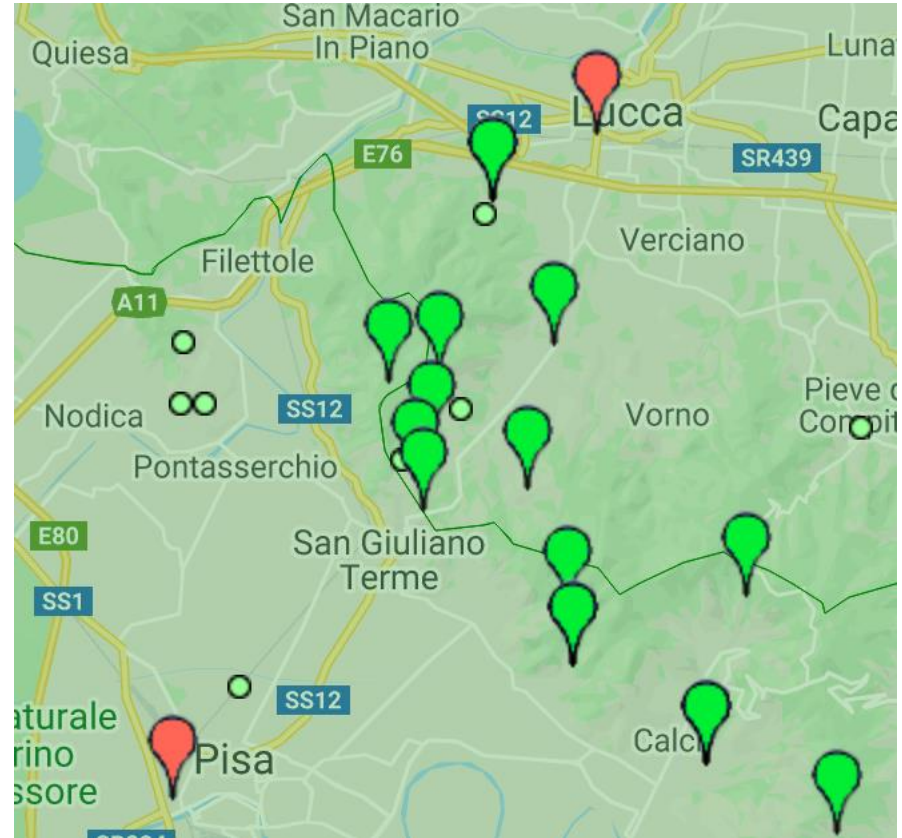 San Macario
In Piano
Quiesa
Luna
Lucca
SS12
Capa
E76
SR439
Verciano
Filettole
A11
Pieve
Nodica
SS12
Vorno
Pontasserchio
E80
San Giuliano
Terme
SS1
SS12
aturale
rino
ssore
Pisa
Calci